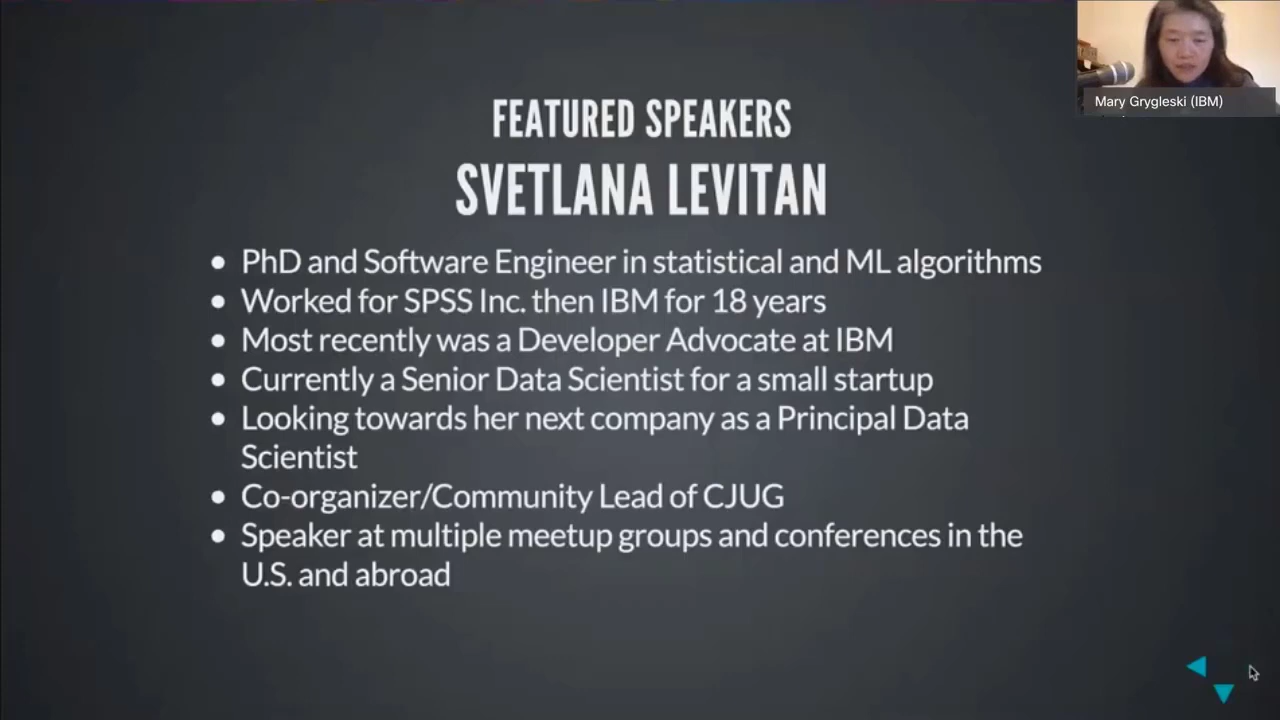 FEATURED SPEAKERS
SVETLANA LEVITAN
• PhD and Software Engineer in statistical and ML algorithms
• Worked for SPSS Inc. then IBM for 18 years
• Most recently was a Developer Advocate at IBM
• Currently a Senior Data Scientist for a small startup
• Looking towards her next company as a Principal Data
Scientist
• Co-organizer/Community Lead of CJUG
• Speaker at multiple meetup groups and conferences in the
U.S. and abroad
Mary Grygleski (IBM)